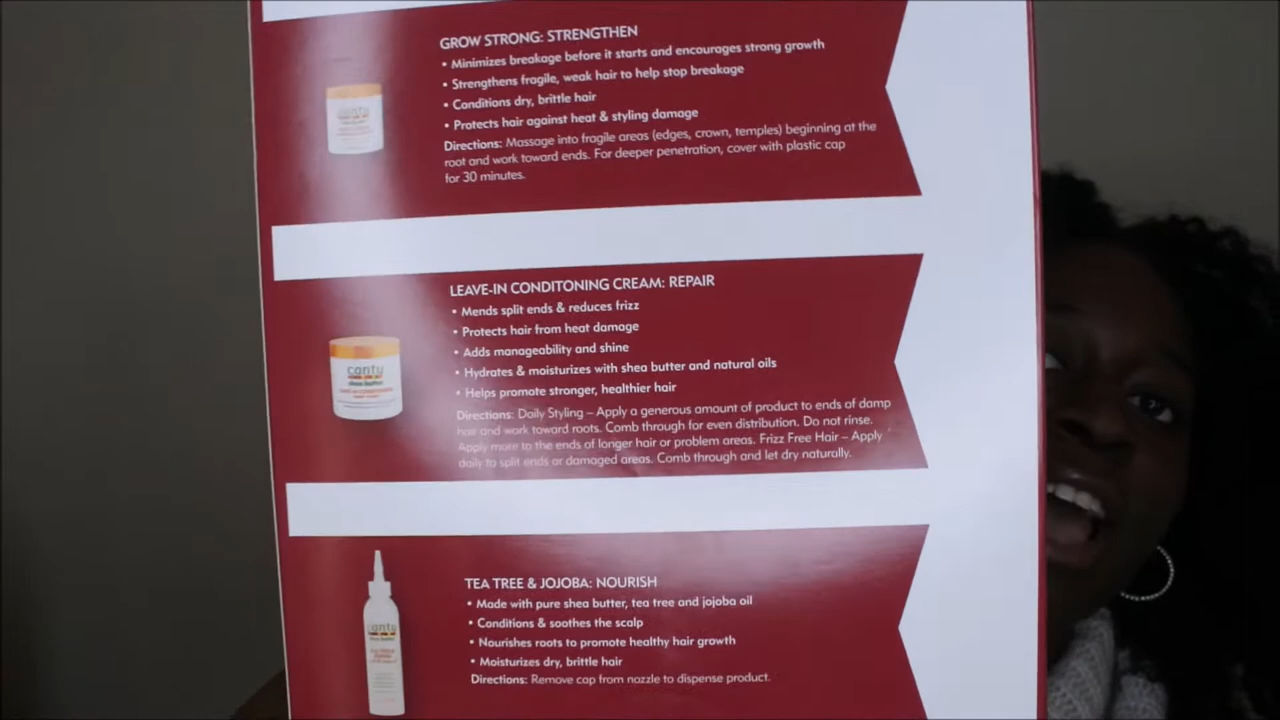 GROW STRONG: STRENGTHEN
• Minimizes breakage before it starts and encourages strong growth
• Strengthens fragile, weak hair to help stop breakage
• Conditions dry, brittle hair
• Protects hair against heat & styling damage
Directions: Massage into fragile areas (edges, crown, temples) beginning at the
root and work toward ends. For deeper penetration, cover with plastic cap
for 30 minutes.
cantu
LEAVE-IN CONDITONING CREAM: REPAIR
• Mends split ends & reduces frizz
• Protects hair from heat damage
• Adds manageability and shine
• Hydrates & moisturizes with shea butter and natural oils
• Helps promote stronger, healthier hair
Directions: Daily Styling – Apply a generous amount of product to ends of damp
hair and work toward roots. Comb through for even distribution. Do not rinse.
Apply more to the ends of longer hair or problem areas. Frizz Free Hair – Apply
daily to split ends or damaged areas. Comb through and let dry naturally.
cantu
shea butter
TEA TREE & JOJOBA: NOURISH
• Made with pure shea butter, tea tree and jojoba oil
• Conditions & soothes the scalp
• Nourishes roots to promote healthy hair growth
• Moisturizes dry, brittle hair
Directions: Remove cap from nozzle to dispense product.
cantu